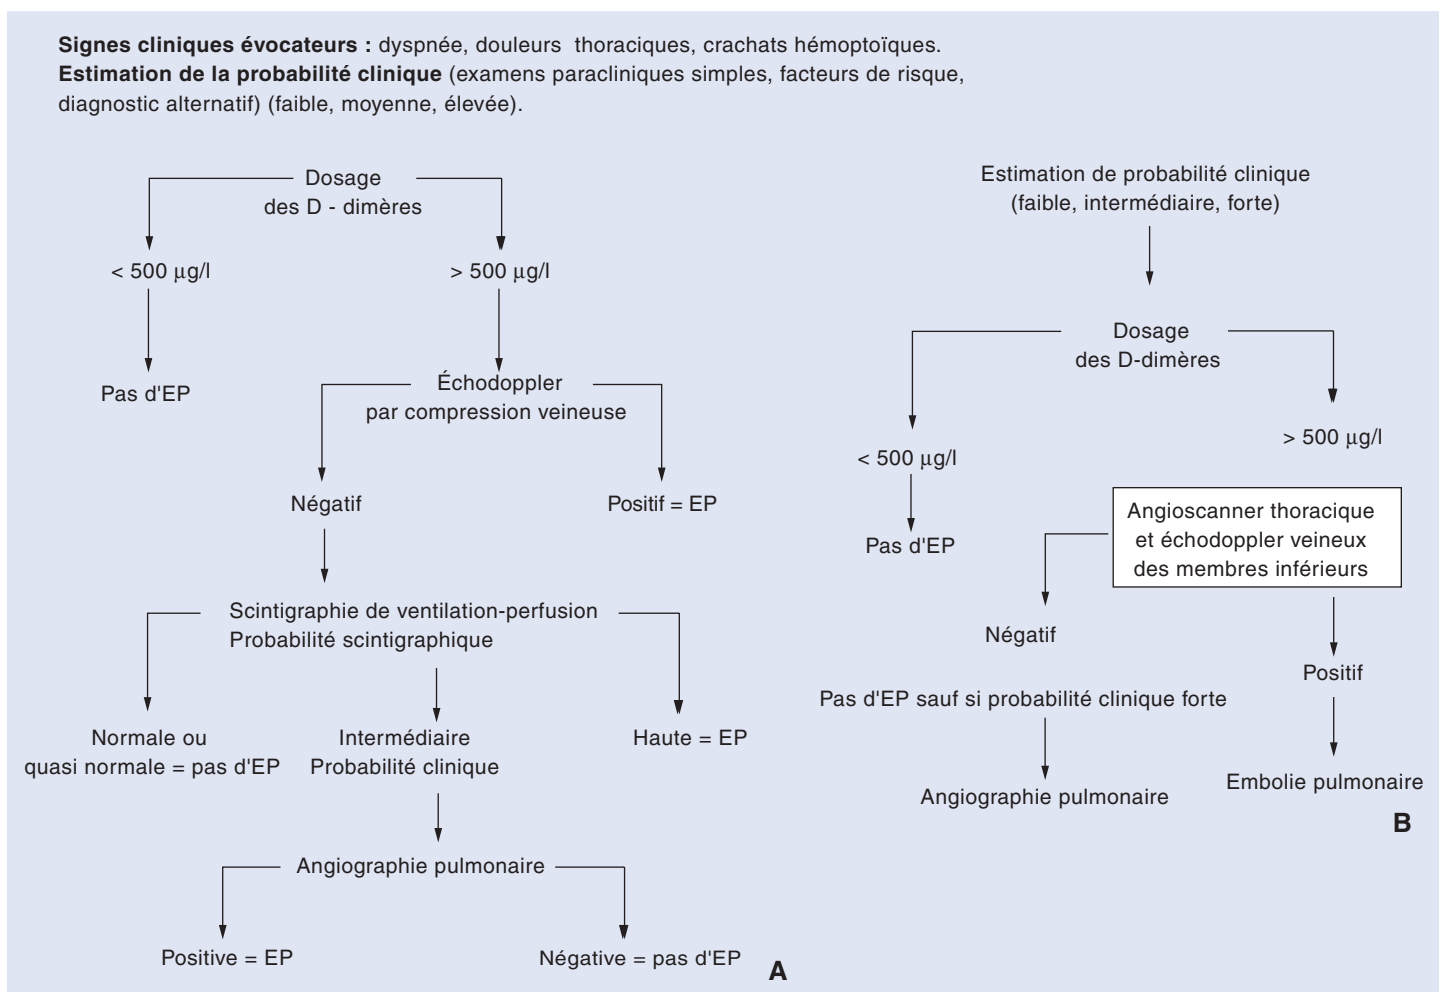 Signes cliniques évocateurs : dyspnée, douleurs thoraciques, crachats hémoptoïques.
Estimation de la probabilité clinique (examens paracliniques simples, facteurs de risque,
diagnostic alternatif) (faible, moyenne, élevée).
Dosage
des D - dimères
< 500 µg/l
> 500 µg/l
Pas d'EP
Échodoppler
par compression veineuse
Négatif
Positif = EP
Scintigraphie de ventilation-perfusion
Probabilité scintigraphique
Normale ou
quasi normale = pas d'EP
Intermédiaire
Probabilité clinique
Haute = EP
Angiographie pulmonaire
Positive = EP
Négative = pas d'EP
A
Estimation de probabilité clinique
(faible, intermédiaire, forte)
Dosage
des D-dimères
< 500 µg/l
> 500 µg/l
Pas d'EP
Angioscanner thoracique
et échodoppler veineux
des membres inférieurs
Négatif
Positif
Pas d'EP sauf si probabilité clinique forte
Angiographie pulmonaire
Embolie pulmonaire
B